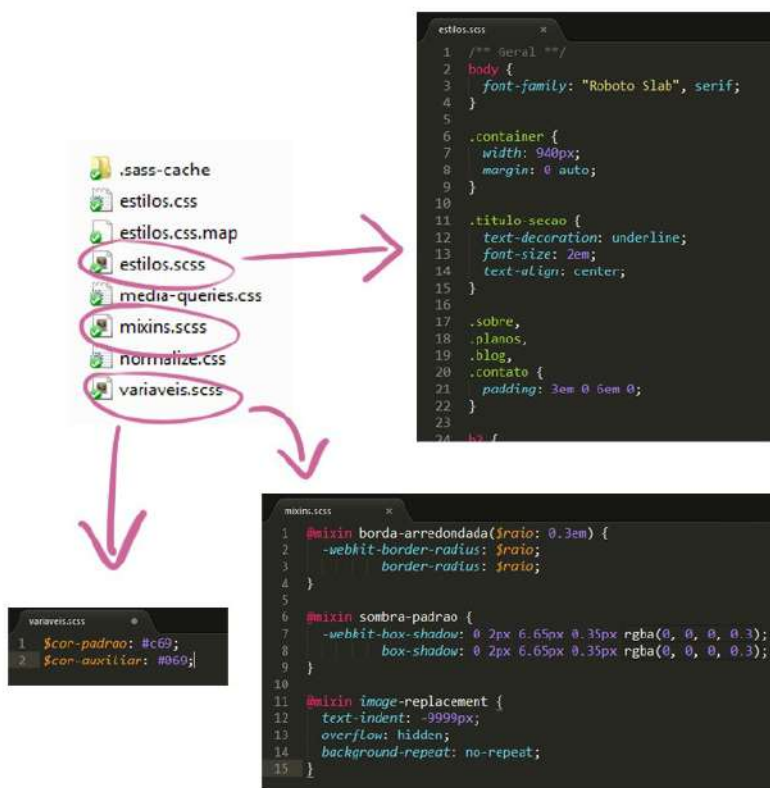 .sass-cache
estilos.css
estilos.css.map
estilos.scss
media-queries.css
mixins.scss
normalize.css
variaveis.scss
estilos.scss ×
1 /** Geral **/
2 body {
3 font-family: "Roboto Slab", serif;
4 }
5
6 .container {
7 width: 940px;
8 margin: 0 auto;
9 }
10
11 .titulo-secao {
12 text-decoration: underline;
13 font-size: 2em;
14 text-align: center;
15 }
16
17 .sobre,
18 .planos,
19 .blog,
20 .contato {
21 padding: 3em 0 6em 0;
22 }
23
24 h2 {
variaveis.scss
1 $cor-padrao: #c69;
2 $cor-auxiliar: #069;
mixins.scss ×
1 @mixin borda-arredondada($raio: 0.3em) {
2 -webkit-border-radius: $raio;
3 border-radius: $raio;
4 }
5
6 @mixin sombra-padrao {
7 -webkit-box-shadow: 0 2px 6.65px 0.35px rgba(0, 0, 0, 0.3);
8 box-shadow: 0 2px 6.65px 0.35px rgba(0, 0, 0, 0.3);
9 }
10
11 @mixin image-replacement {
12 text-indent: -9999px;
13 overflow: hidden;
14 background-repeat: no-repeat;
15 }